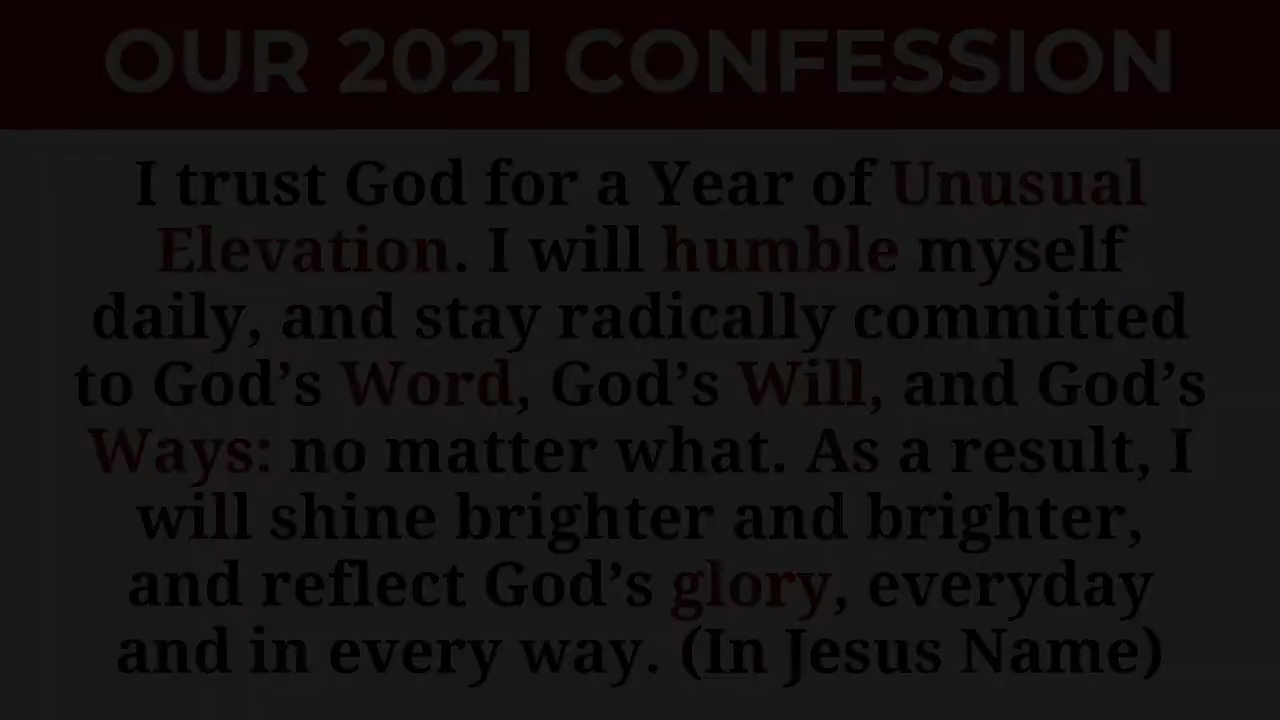 OUR 2021 CONFESSION
I trust God for a Year of Unusual
Elevation. I will humble myself
daily, and stay radically committed
to God’s Word, God’s Will, and God’s
Ways: no matter what. As a result, I
will shine brighter and brighter,
and reflect God’s glory, everyday
and in every way. (In Jesus Name)